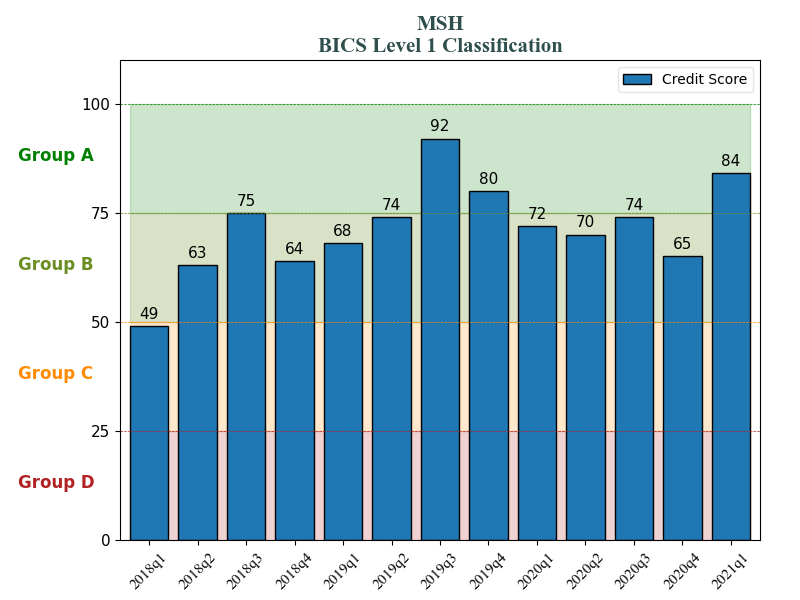 MSH
BICS Level 1 Classification
Credit Score
100
75
50
25
0
Group A
Group B
Group C
Group D
49
63
75
64
68
74
92
80
72
70
74
65
84
2018q1
2018q2
2018q3
2018q4
2019q1
2019q2
2019q3
2019q4
2020q1
2020q2
2020q3
2020q4
2021q1